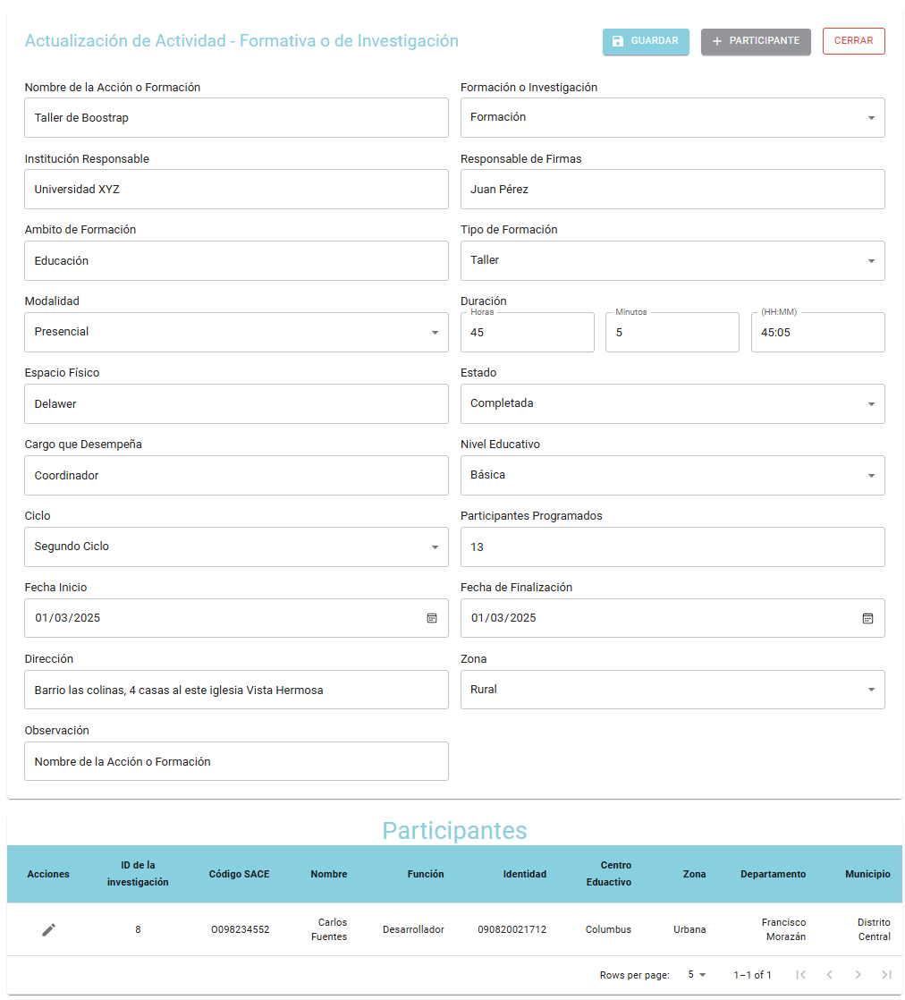 Actualización de Actividad - Formativa o de Investigación
GUARDAR
PARTICIPANTE
CERRAR
Nombre de la Acción o Formación
Formación o Investigación
Taller de Boostrap
Formación
Institución Responsable
Responsable de Firmas
Universidad XYZ
Juan Pérez
Ambito de Formación
Tipo de Formación
Educación
Taller
Modalidad
Duración
Presencial
Horas
45
Minutos
5
(HH:MM)
45:05
Espacio Físico
Estado
Delawer
Completada
Cargo que Desempeña
Nivel Educativo
Coordinador
Básica
Ciclo
Participantes Programados
Segundo Ciclo
13
Fecha Inicio
Fecha de Finalización
01/03/2025
01/03/2025
Dirección
Zona
Barrio las colinas, 4 casas al este iglesia Vista Hermosa
Rural
Observación
Nombre de la Acción o Formación
Participantes
Acciones
ID de la
investigación
Código SACE
Nombre
Función
Identidad
Centro
Eduactivo
Zona
Departamento
Municipio
8
O098234552
Carlos
Fuentes
Desarrollador
090820021712
Columbus
Urbana
Francisco
Morazán
Distrito
Central
Rows per page:
5
1–1 of 1